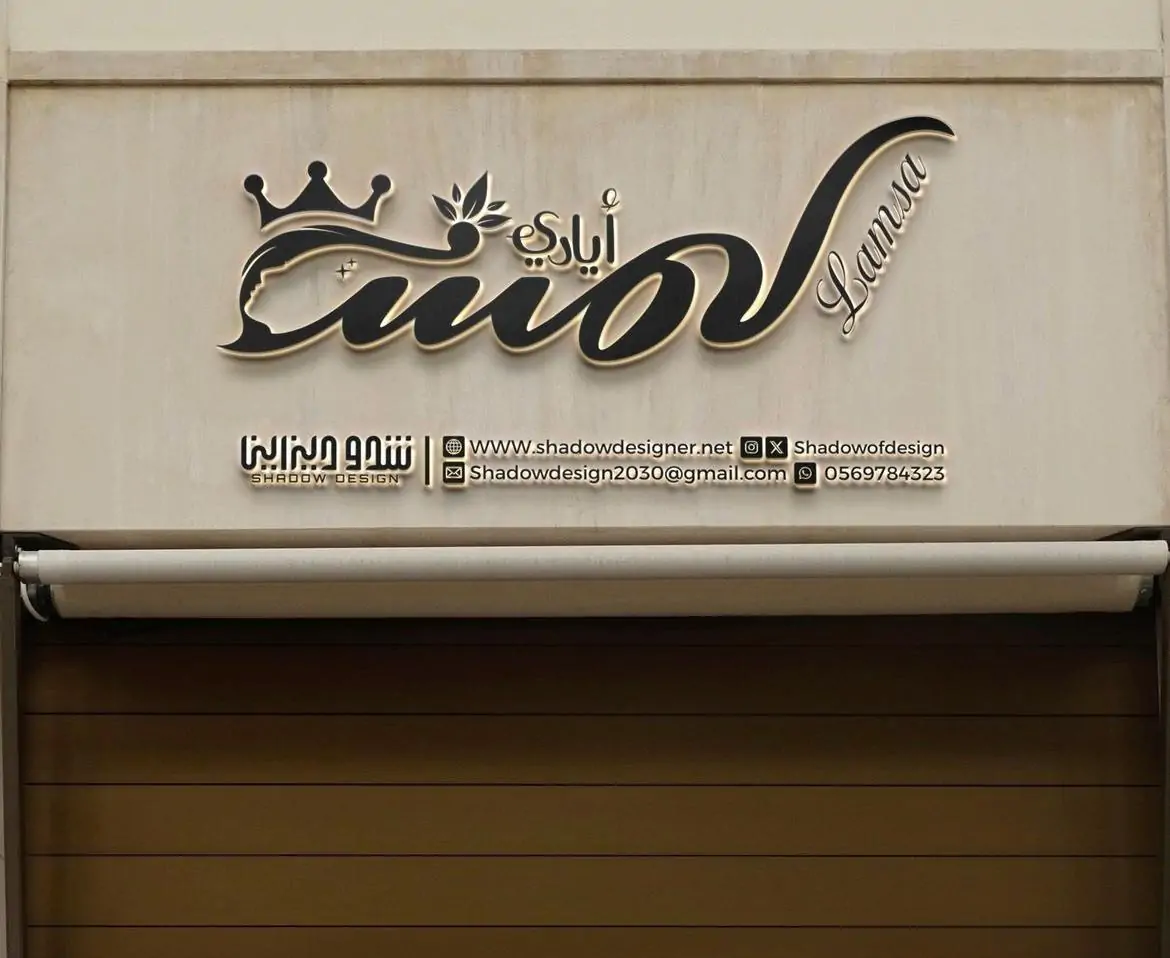 لمسة
أيادي
Lamsa
شدو ديزاين
SHADOW DESIGN
WWW.shadowdesigner.net Shadowofdesign
Shadowdesign2030@gmail.com 0569784323